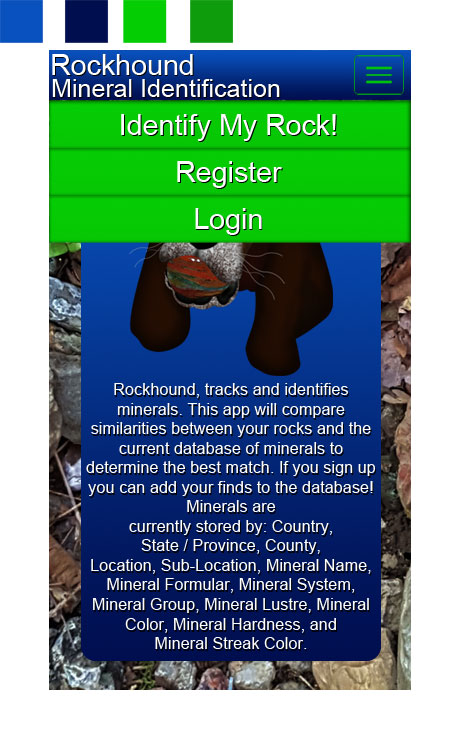 Rockhound
Mineral Identification
Identify My Rock!
Register
Login
Rockhound, tracks and identifies
minerals. This app will compare
similarities between your rocks and the
current database of minerals to
determine the best match. If you sign up
you can add your finds to the database!
Minerals are
currently stored by: Country,
State / Province, County,
Location, Sub-Location, Mineral Name,
Mineral Formular, Mineral System,
Mineral Group, Mineral Lustre, Mineral
Color, Mineral Hardness, and
Mineral Streak Color.